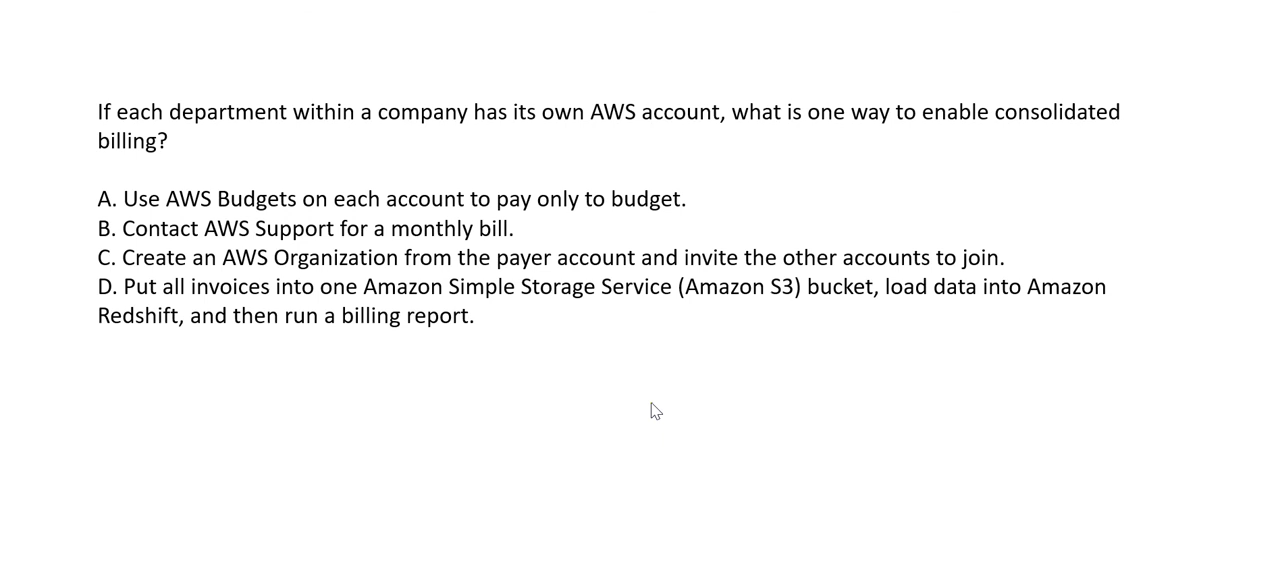 If each department within a company has its own AWS account, what is one way to enable consolidated
billing?
A. Use AWS Budgets on each account to pay only to budget.
B. Contact AWS Support for a monthly bill.
C. Create an AWS Organization from the payer account and invite the other accounts to join.
D. Put all invoices into one Amazon Simple Storage Service (Amazon S3) bucket, load data into Amazon
Redshift, and then run a billing report.